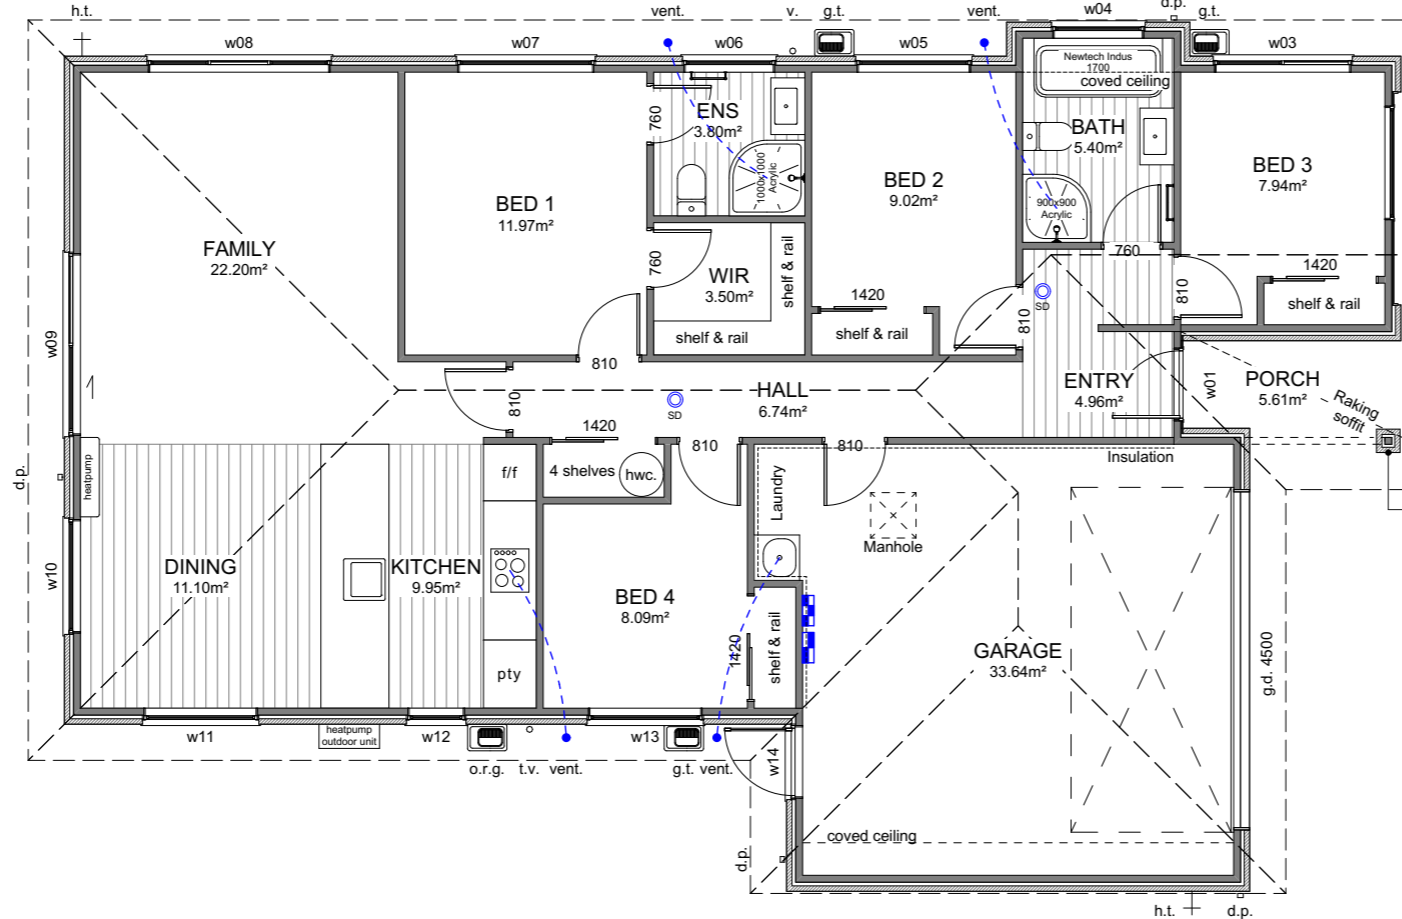 h.t.
vent.
v.
g.t.
vent.
w04
d.p.
g.t.
w08
w07
w06
w05
w03
Newtech Indus
1700
coved ceiling
ENS
3.80m²
760
BATH
5.40m²
BED 3
7.94m²
1000x1000
Acrylic
BED 2
9.02m²
BED 1
11.97m²
900x900
Acrylic
FAMILY
22.20m²
760
WIR
3.50m²
shelf & rail
760
1420
shelf & rail
810
1420
shelf & rail
shelf & rail
810
SD
w09
810
HALL
6.74m²
SD
ENTRY
4.96m²
w01
PORCH
5.61m²
Raking
soffit
810
1420
810
810
Insulation
d.p.
heatpump
f/f
4 shelves
hwc.
Laundry
Manhole
w10
DINING
11.10m²
KITCHEN
9.95m²
BED 4
8.09m²
1420
shelf & rail
GARAGE
33.64m²
g.d. 4500
pty
w11
heatpump
outdoor unit
w12
w13
w14
o.r.g.
t.v.
vent.
g.t.
vent.
coved ceiling
d.p.
h.t.
d.p.